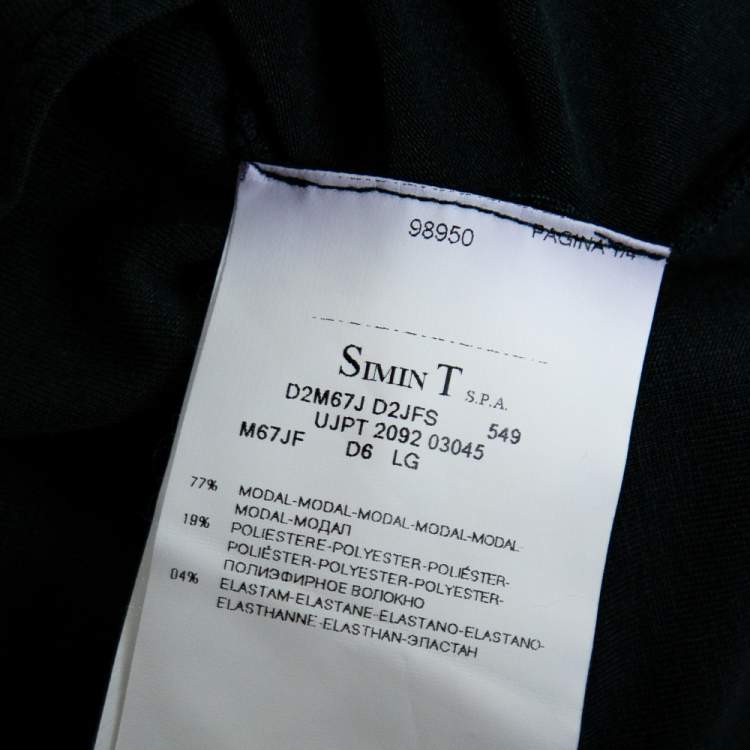 98950 PAGINA 1/4
SIMIN T S.P.A.
D2M67J D2JFS 549
UJPT 2092 03045
M67JF D6 LG
77% MODAL-MODAL-MODAL-MODAL-MODAL-
MODAL-МОДАЛ
19% POLIESTERE-POLYESTER-POLIÉSTER-
POLIÉSTER-POLYESTER-POLYESTER-
ПОЛИЭФИРНОЕ ВОЛОКНО
04% ELASTAM-ELASTANE-ELASTANO-ELASTANO-
ELASTHANNE-ELASTHAN-ЭЛАСТАН